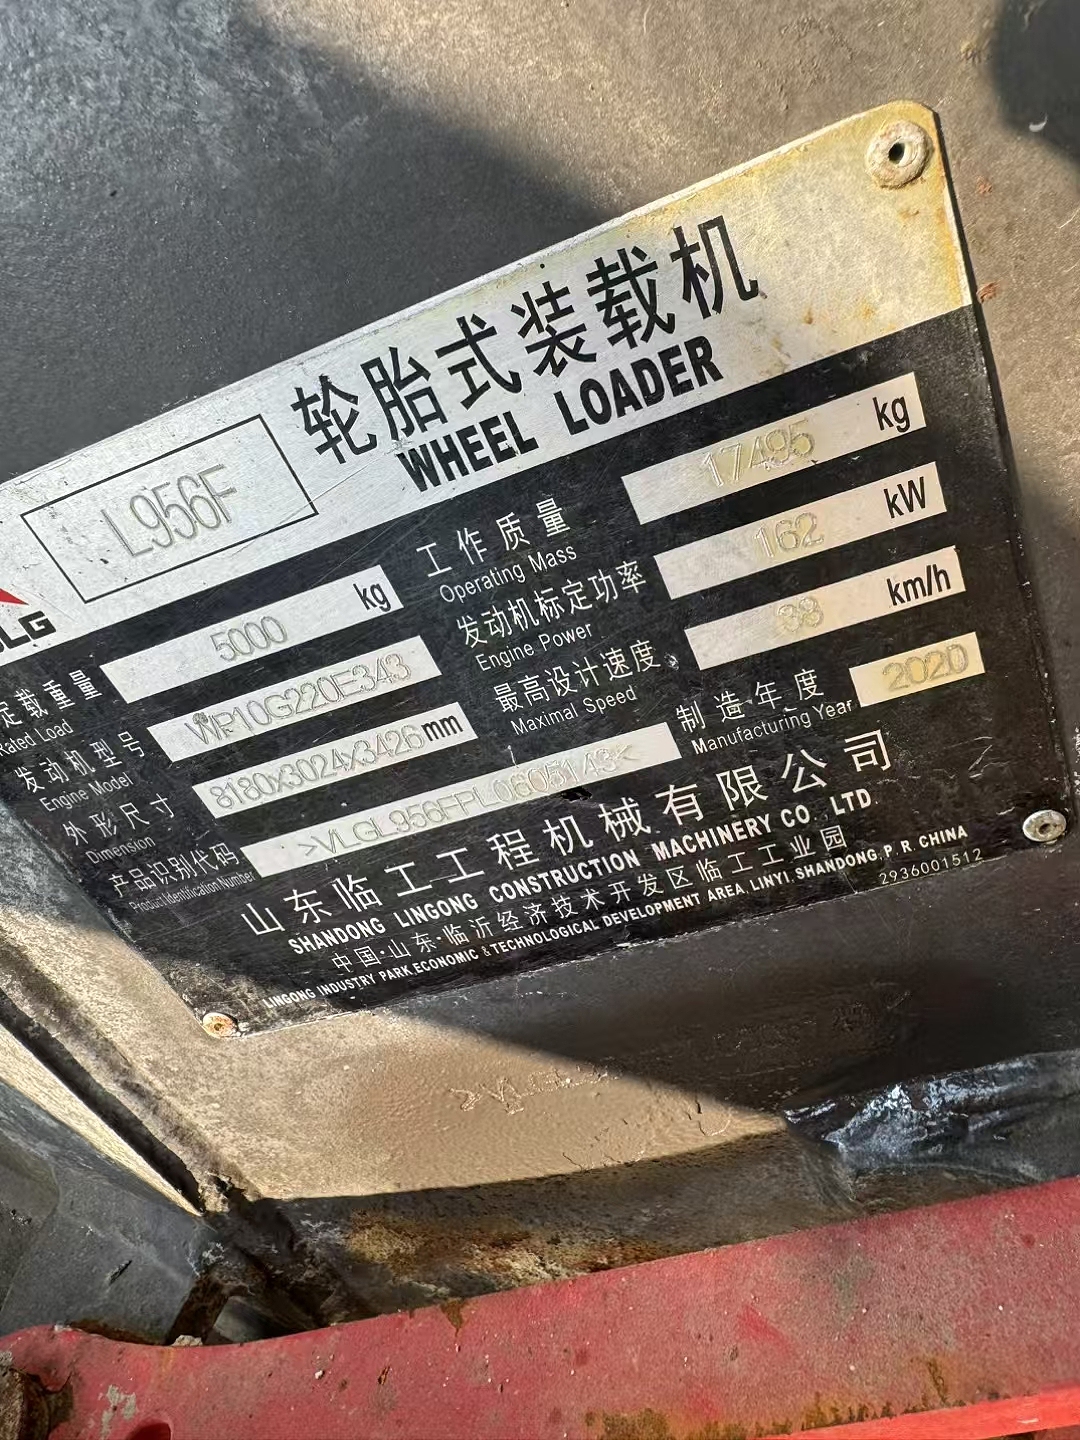 轮胎式装载机
WHEEL LOADER
L956F
LG
工作质量 17495 kg
Operating Mass
发动机标定功率 162 kW
Engine Power
最高设计速度 38 km/h
Maximal Speed
制造年度 2020
Manufacturing Year
定载重量 5000 kg
Rated Load
发动机型号 WP10G220E343
Engine Model
外形尺寸 8180x3024x3426 mm
Dimension
产品识别代码 >VLGL956FPL0605143<
Product Identification Number
山东临工工程机械有限公司
SHANDONG LINGONG CONSTRUCTION MACHINERY CO., LTD.
中国·山东·临沂经济技术开发区临工工业园
LINGONG INDUSTRY PARK,ECONOMIC & TECHNOLOGICAL DEVELOPMENT AREA, LINYI, SHANDONG, P. R. CHINA
2936001512